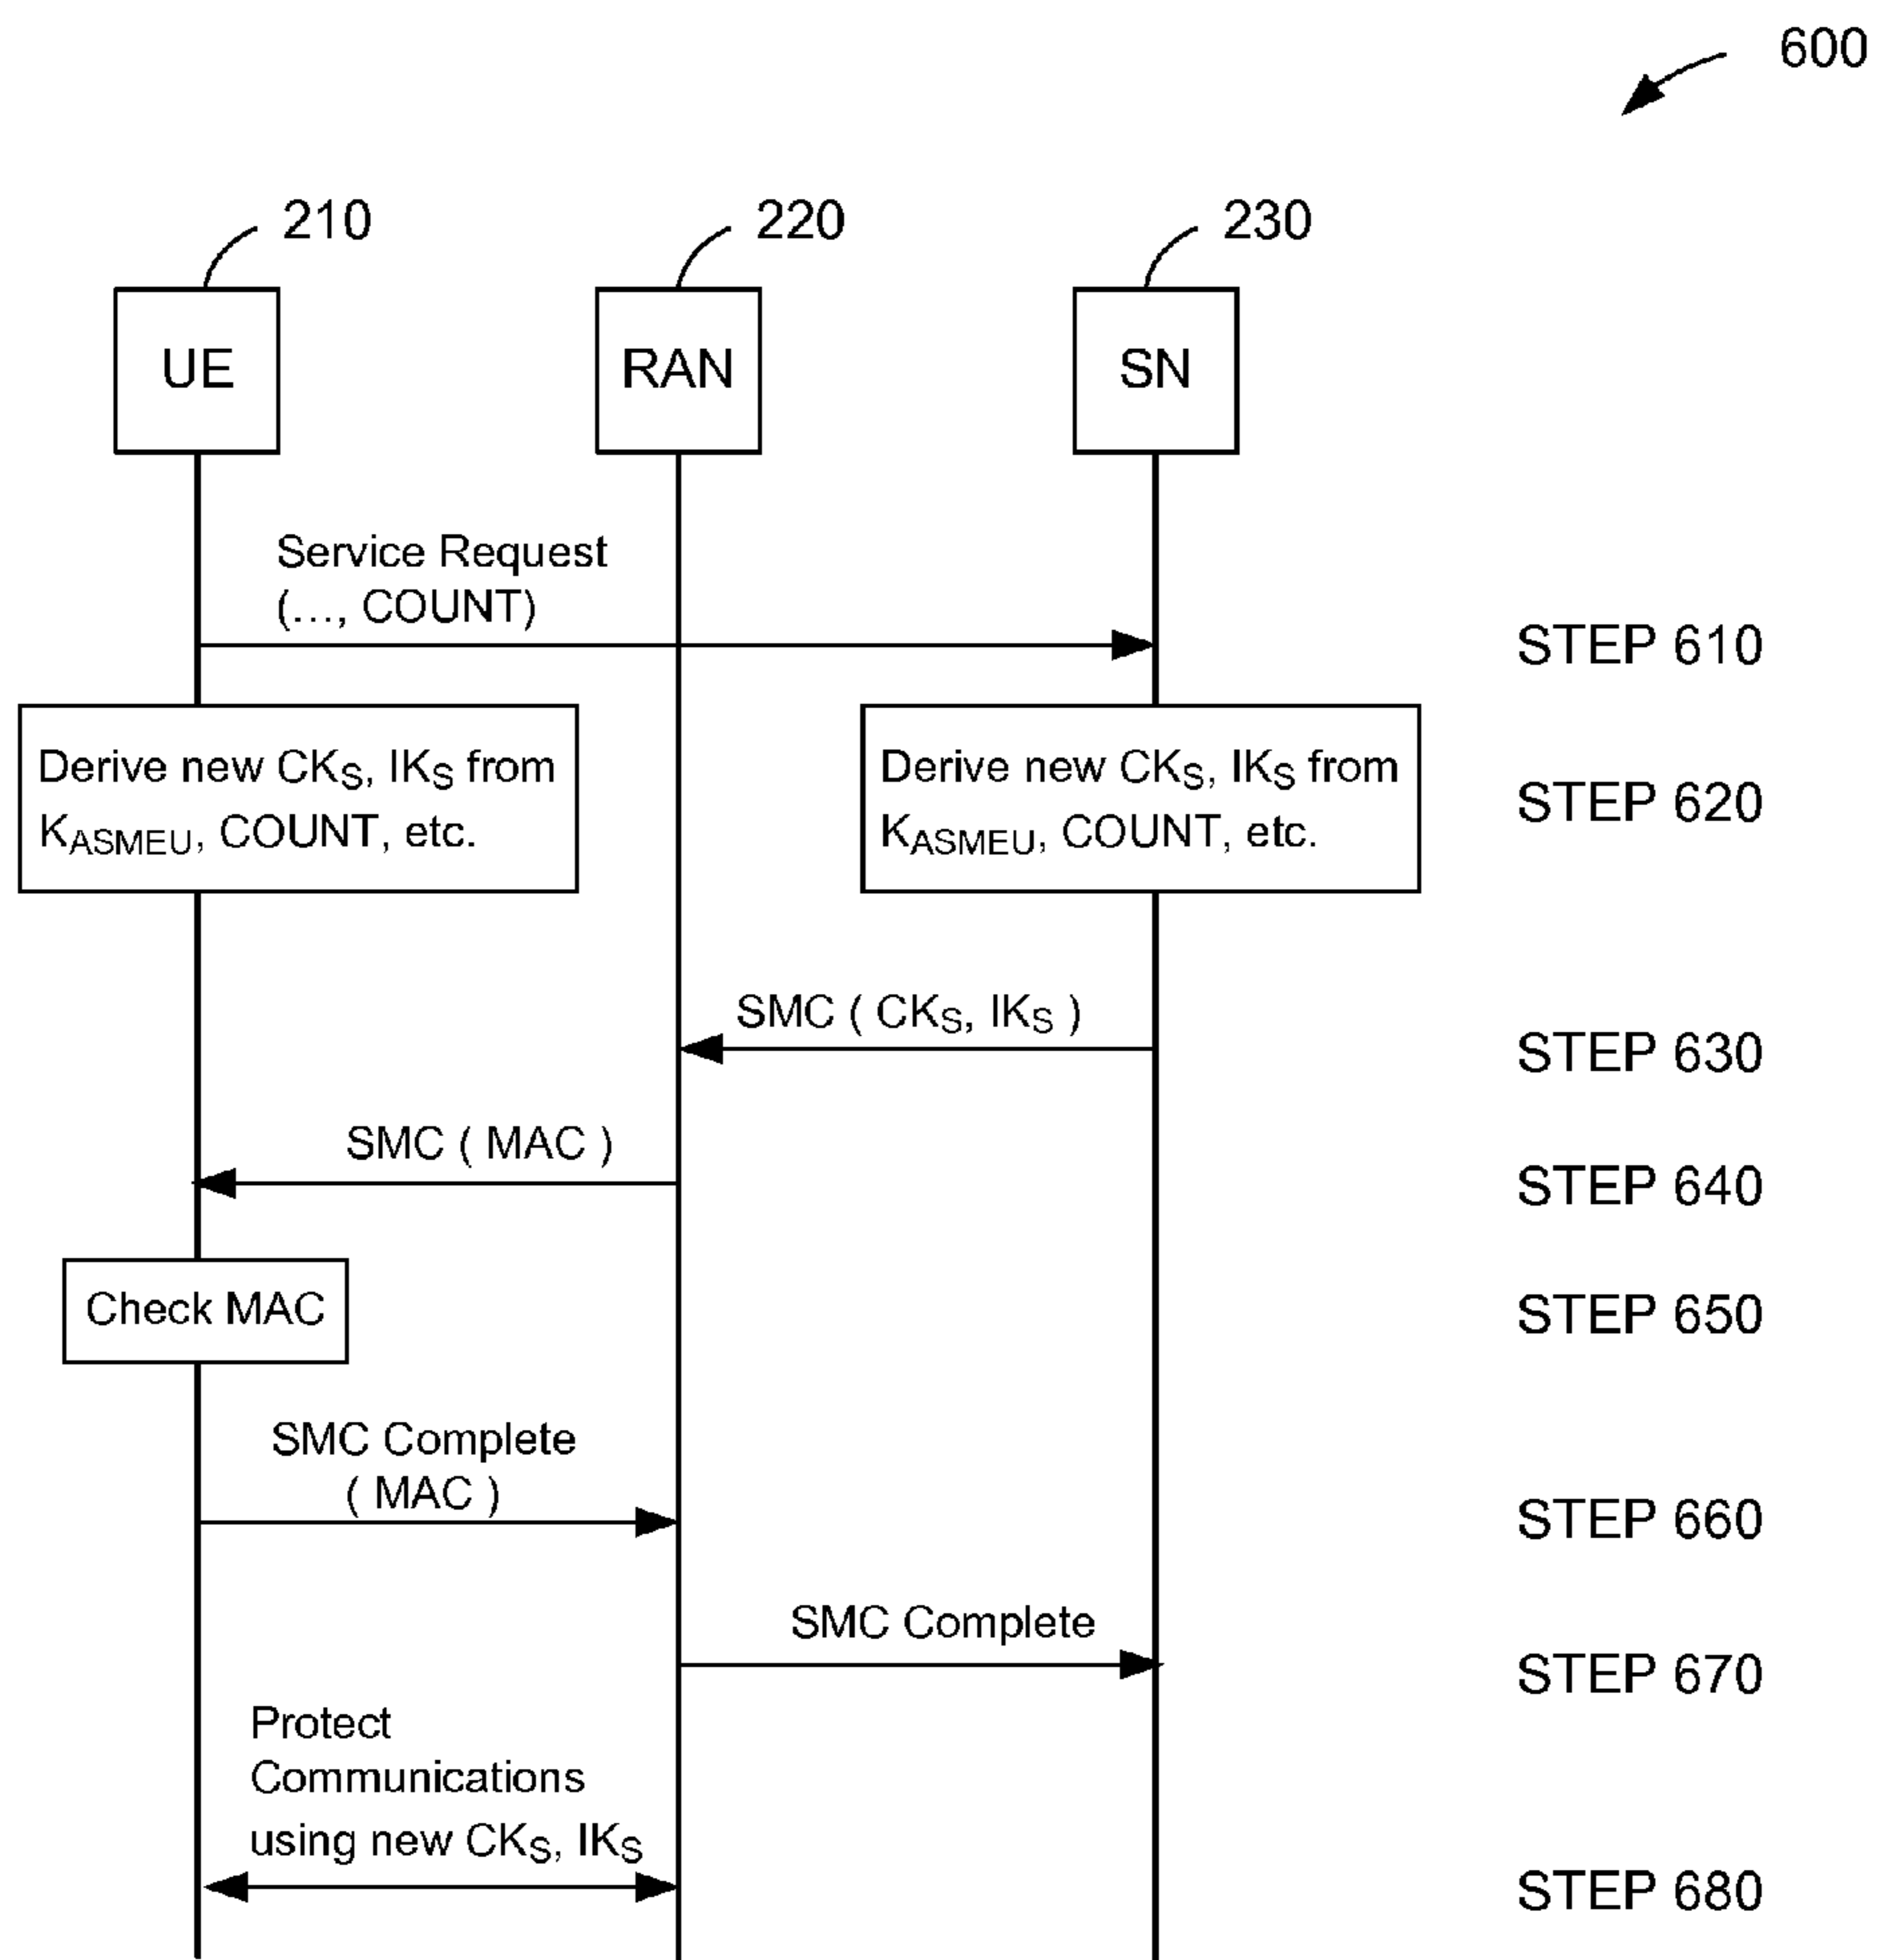 600
210
220
230
UE
RAN
SN
Service Request
(..., COUNT)
STEP 610
Derive new CKS, IKS from
KASMEU, COUNT, etc.
Derive new CKS, IKS from
KASMEU, COUNT, etc.
STEP 620
SMC ( CKS, IKS )
STEP 630
SMC ( MAC )
STEP 640
Check MAC
STEP 650
SMC Complete
( MAC )
STEP 660
SMC Complete
STEP 670
Protect
Communications
using new CKS, IKS
STEP 680